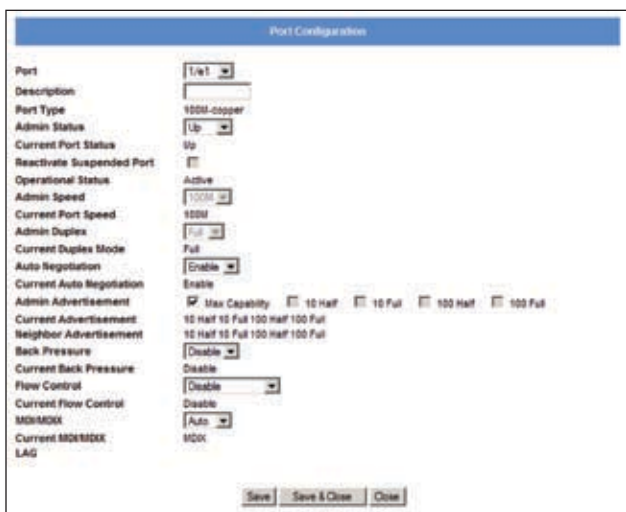 Port Configuration
Port 1/e1
Description
Port Type 100M-copper
Admin Status Up
Current Port Status Up
Reactivate Suspended Port
Operational Status Active
Admin Speed 100M
Current Port Speed 100M
Admin Duplex Full
Current Duplex Mode Full
Auto Negotiation Enable
Current Auto Negotiation Enable
Admin Advertisement Max Capability 10 Half 10 Full 100 Half 100 Full
Current Advertisement 10 Half 10 Full 100 Half 100 Full
Neighbor Advertisement 10 Half 10 Full 100 Half 100 Full
Back Pressure Disable
Current Back Pressure Disable
Flow Control Disable
Current Flow Control Disable
MDI/MDIX Auto
Current MDI/MDIX MDIX
LAG
Save Save & Close Close